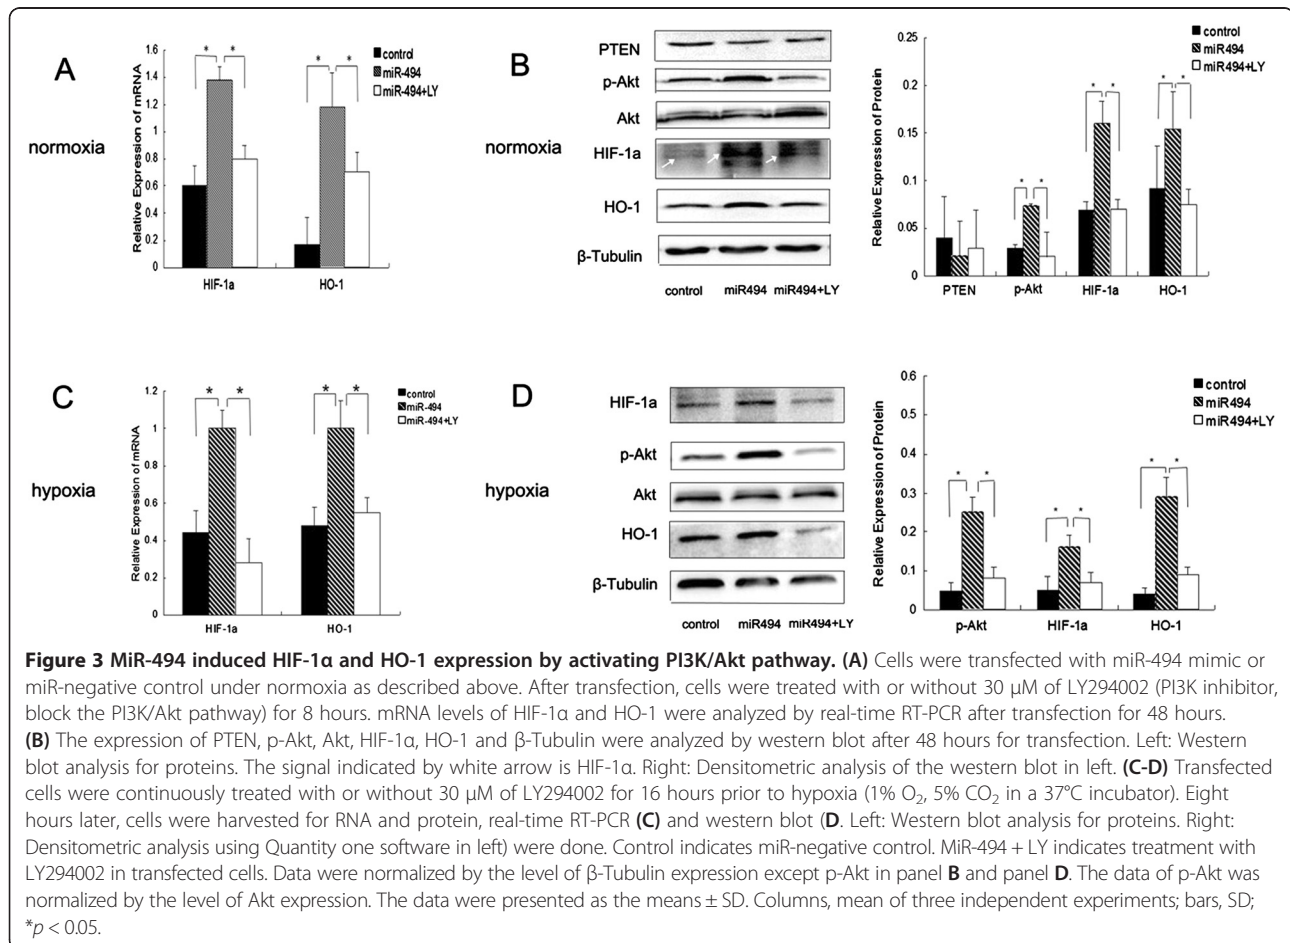 A
normoxia
Relative Expression of mRNA
1.6
1.4
1.2
1.0
0.8
0.6
0.4
0.2
0
* * * *
HIF-1a HO-1
control
miR-494
miR-494+LY
B
normoxia
PTEN
p-Akt
Akt
HIF-1a
HO-1
β-Tubulin
control miR494 miR494+LY
Relative Expression of Protein
0.25
0.2
0.15
0.1
0.05
0
* * * * * *
PTEN p-Akt HIF-1a HO-1
control
miR494
miR494+LY
C
hypoxia
Relative Expression of mRNA
1.2
1
0.8
0.6
0.4
0.2
0
* * * *
HIF-1a HO-1
control
miR-494
miR-494+LY
D
hypoxia
HIF-1a
p-Akt
Akt
HO-1
β-Tubulin
control miR494 miR494+LY
Relative Expression of Protein
0.6
0.5
0.4
0.3
0.2
0.1
0
* * * * * *
p-Akt HIF-1a HO-1
control
miR494
miR494+LY
Figure 3 MiR-494 induced HIF-1α and HO-1 expression by activating PI3K/Akt pathway. (A) Cells were transfected with miR-494 mimic or
miR-negative control under normoxia as described above. After transfection, cells were treated with or without 30 μM of LY294002 (PI3K inhibitor,
block the PI3K/Akt pathway) for 8 hours. mRNA levels of HIF-1α and HO-1 were analyzed by real-time RT-PCR after transfection for 48 hours.
(B) The expression of PTEN, p-Akt, Akt, HIF-1α, HO-1 and β-Tubulin were analyzed by western blot after 48 hours for transfection. Left: Western
blot analysis for proteins. The signal indicated by white arrow is HIF-1α. Right: Densitometric analysis of the western blot in left. (C-D) Transfected
cells were continuously treated with or without 30 μM of LY294002 for 16 hours prior to hypoxia (1% O₂, 5% CO₂ in a 37°C incubator). Eight
hours later, cells were harvested for RNA and protein, real-time RT-PCR (C) and western blot (D. Left: Western blot analysis for proteins. Right:
Densitometric analysis using Quantity one software in left) were done. Control indicates miR-negative control. MiR-494 + LY indicates treatment with
LY294002 in transfected cells. Data were normalized by the level of β-Tubulin expression except p-Akt in panel B and panel D. The data of p-Akt was
normalized by the level of Akt expression. The data were presented as the means ± SD. Columns, mean of three independent experiments; bars, SD;
*p < 0.05.